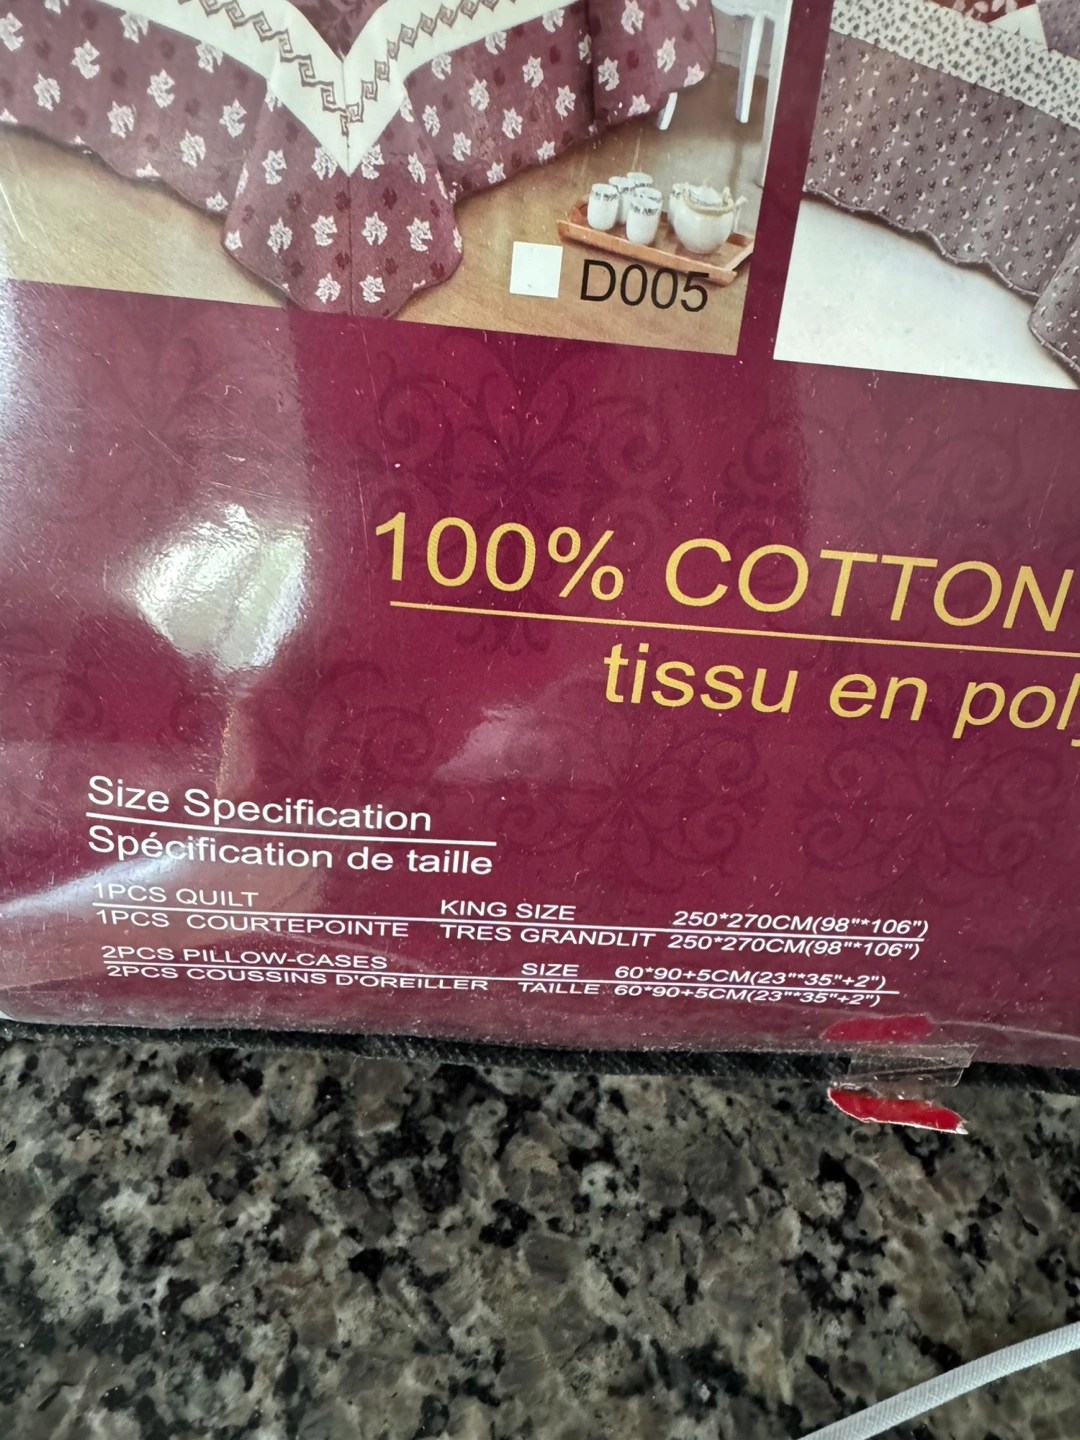 D005
100% COTTON
tissu en pol
Size Specification
Spécification de taille
1PCS QUILT KING SIZE 250*270CM(98"*106")
1PCS COURTEPOINTE TRES GRANDLIT 250*270CM(98"*106")
2PCS PILLOW-CASES SIZE 60*90+5CM(23"*35"+2")
2PCS COUSSINS D'OREILLER TAILLE 60*90+5CM(23"*35"+2")